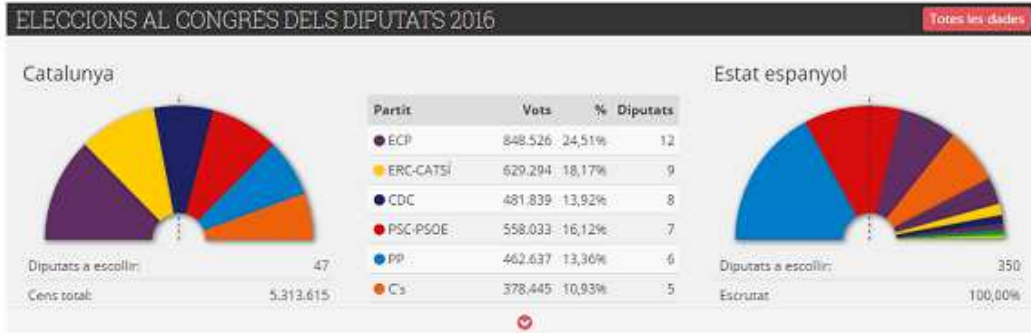 ELECCIONS AL CONGRÉS DELS DIPUTATS 2016
Totes les dades
Catalunya
Diputats a escollir: 47
Cens total: 5.313.615
Partit Vots % Diputats
ECP 848.526 24,51% 12
ERC-CATSÍ 629.294 18,17% 9
CDC 481.839 13,92% 8
PSC-PSOE 558.033 16,12% 7
PP 462.637 13,36% 6
C's 378.445 10,93% 5
Estat espanyol
Diputats a escollir: 350
Escrutat 100,00%